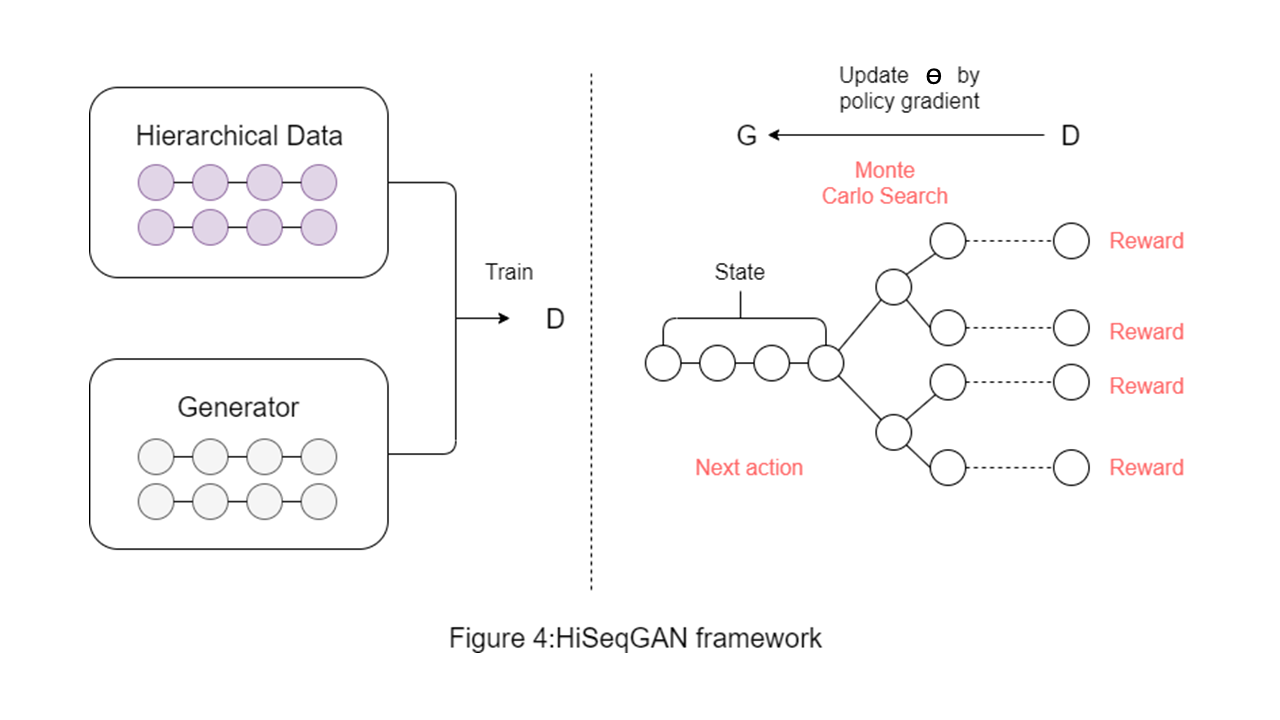 Hierarchical Data
Generator
Train
D
Update ө by
policy gradient
G
D
Monte
Carlo Search
State
Next action
Reward
Reward
Reward
Reward
Figure 4:HiSeqGAN framework